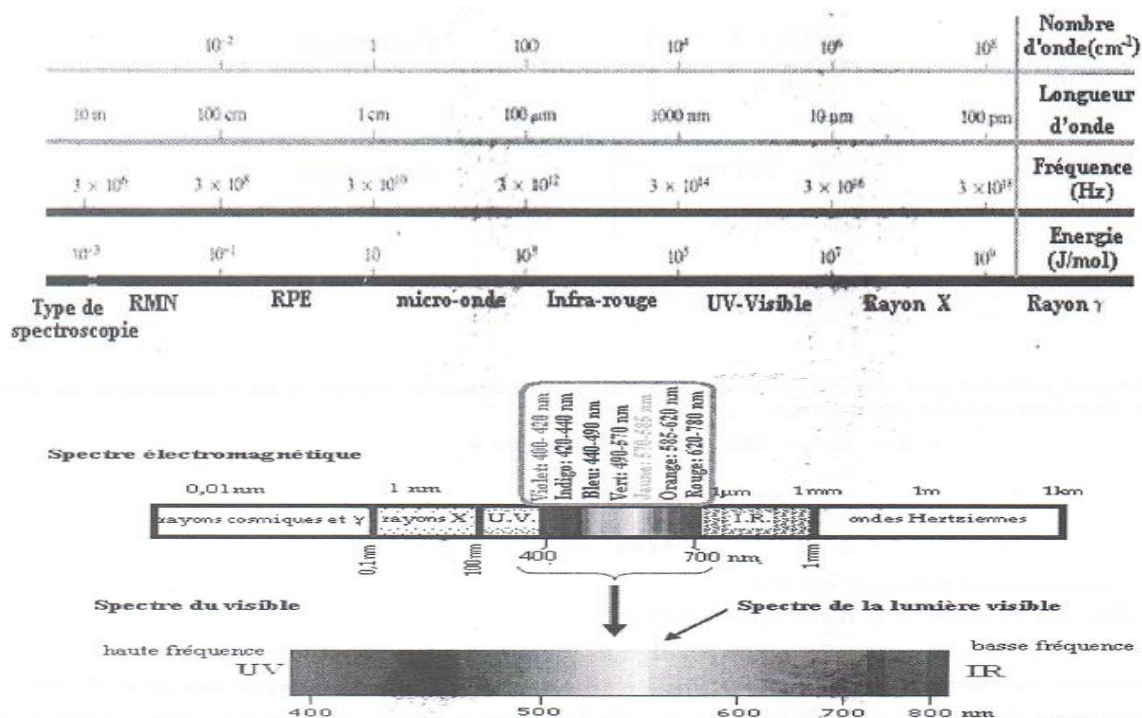 10⁻² 1 100 10⁴ 10⁶ 10⁸ Nombre d'onde(cm⁻¹)
10 m 100 cm 1 cm 100 µm 1000 nm 10 µm 100 pm Longueur d'onde
3 × 10⁶ 3 × 10⁸ 3 × 10¹⁰ 3 × 10¹² 3 × 10¹⁴ 3 × 10¹⁶ 3 × 10¹⁸ Fréquence (Hz)
10⁻³ 10⁻¹ 10 10⁵ 10⁷ 10⁹ Energie (J/mol)
Type de spectroscopie RMN RPE micro-onde Infra-rouge UV-Visible Rayon X Rayon γ
Violet: 400- 420 nm
Indigo: 420-440 nm
Bleu: 440-490 nm
Vert: 490-570 nm
Jaune: 570-585 nm
Orange: 585-620 nm
Rouge: 620-780 nm
Spectre électromagnétique
0,01nm 1 nm 1µm 1mm 1m 1km
rayons cosmiques et γ rayons X U.V. I.R. ondes Hertziennes
0,1nm 100nm 400 700 nm 1mm
Spectre du visible Spectre de la lumière visible
haute fréquence basse fréquence
UV IR
400 500 600 700 800 nm